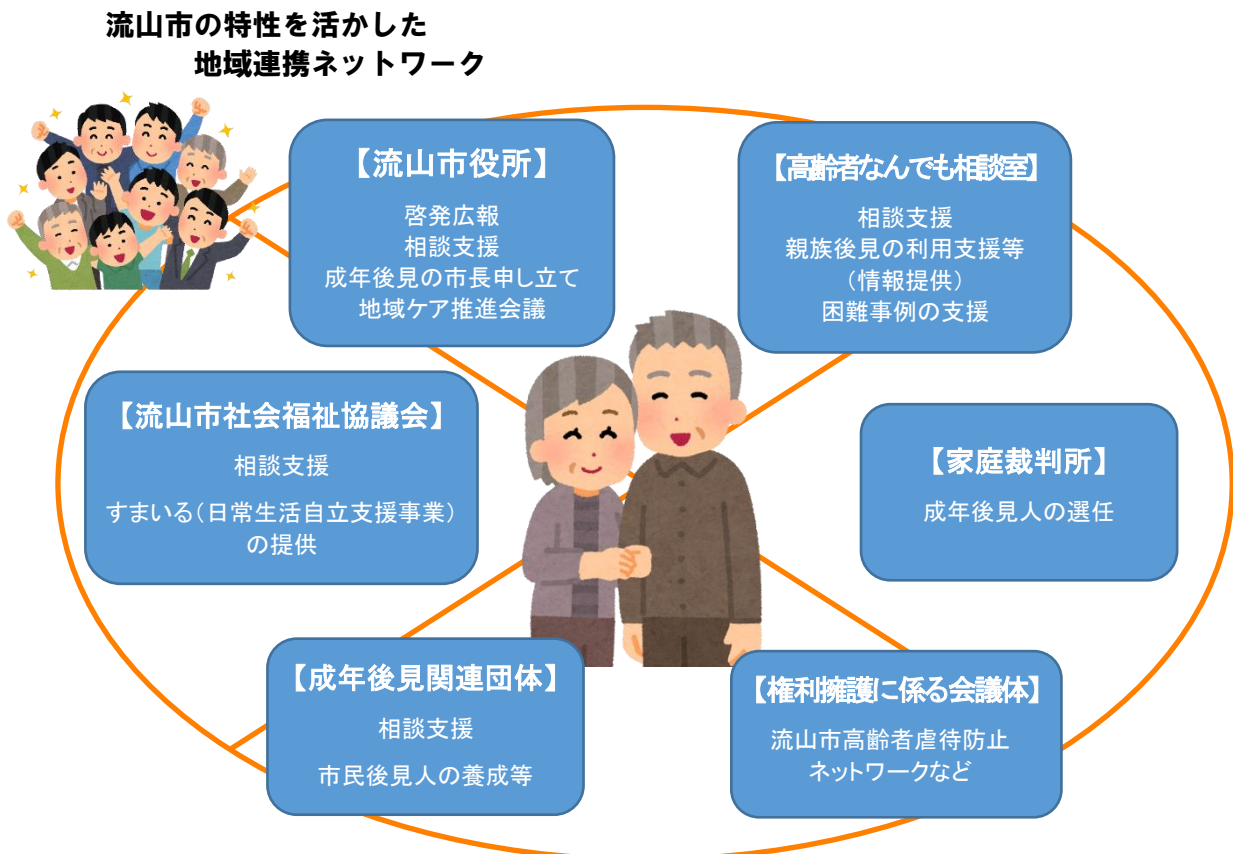 流山市の特性を活かした
地域連携ネットワーク
【流山市役所】
啓発広報
相談支援
成年後見の市長申し立て
地域ケア推進会議
【高齢者なんでも相談室】
相談支援
親族後見の利用支援等
(情報提供)
困難事例の支援
【流山市社会福祉協議会】
相談支援
すまいる(日常生活自立支援事業)
の提供
【家庭裁判所】
成年後見人の選任
【成年後見関連団体】
相談支援
市民後見人の養成等
【権利擁護に係る会議体】
流山市高齢者虐待防止
ネットワークなど